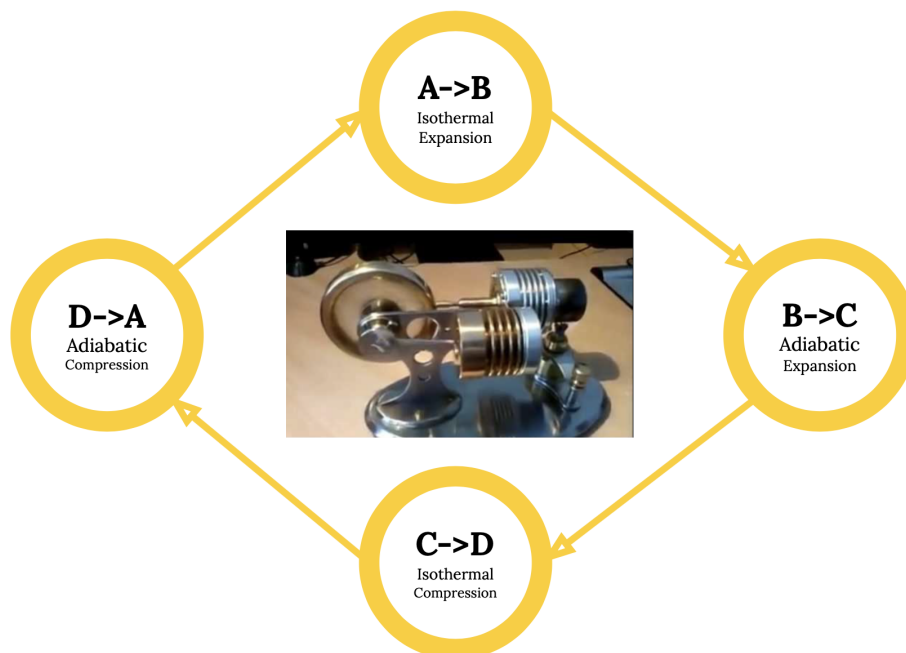 A->B
Isothermal
Expansion
D->A
Adiabatic
Compression
B->C
Adiabatic
Expansion
C->D
Isothermal
Compression